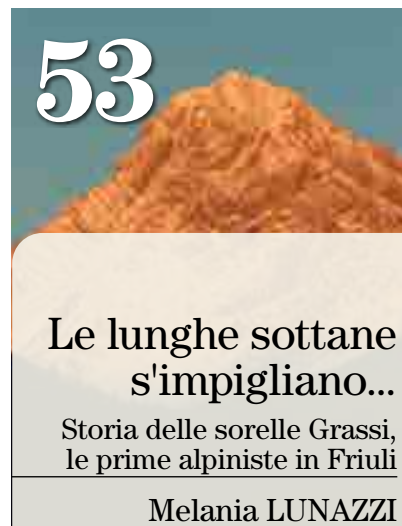 53
Le lunghe sottane
s'impigliano...
Storia delle sorelle Grassi,
le prime alpiniste in Friuli
Melania LUNAZZI